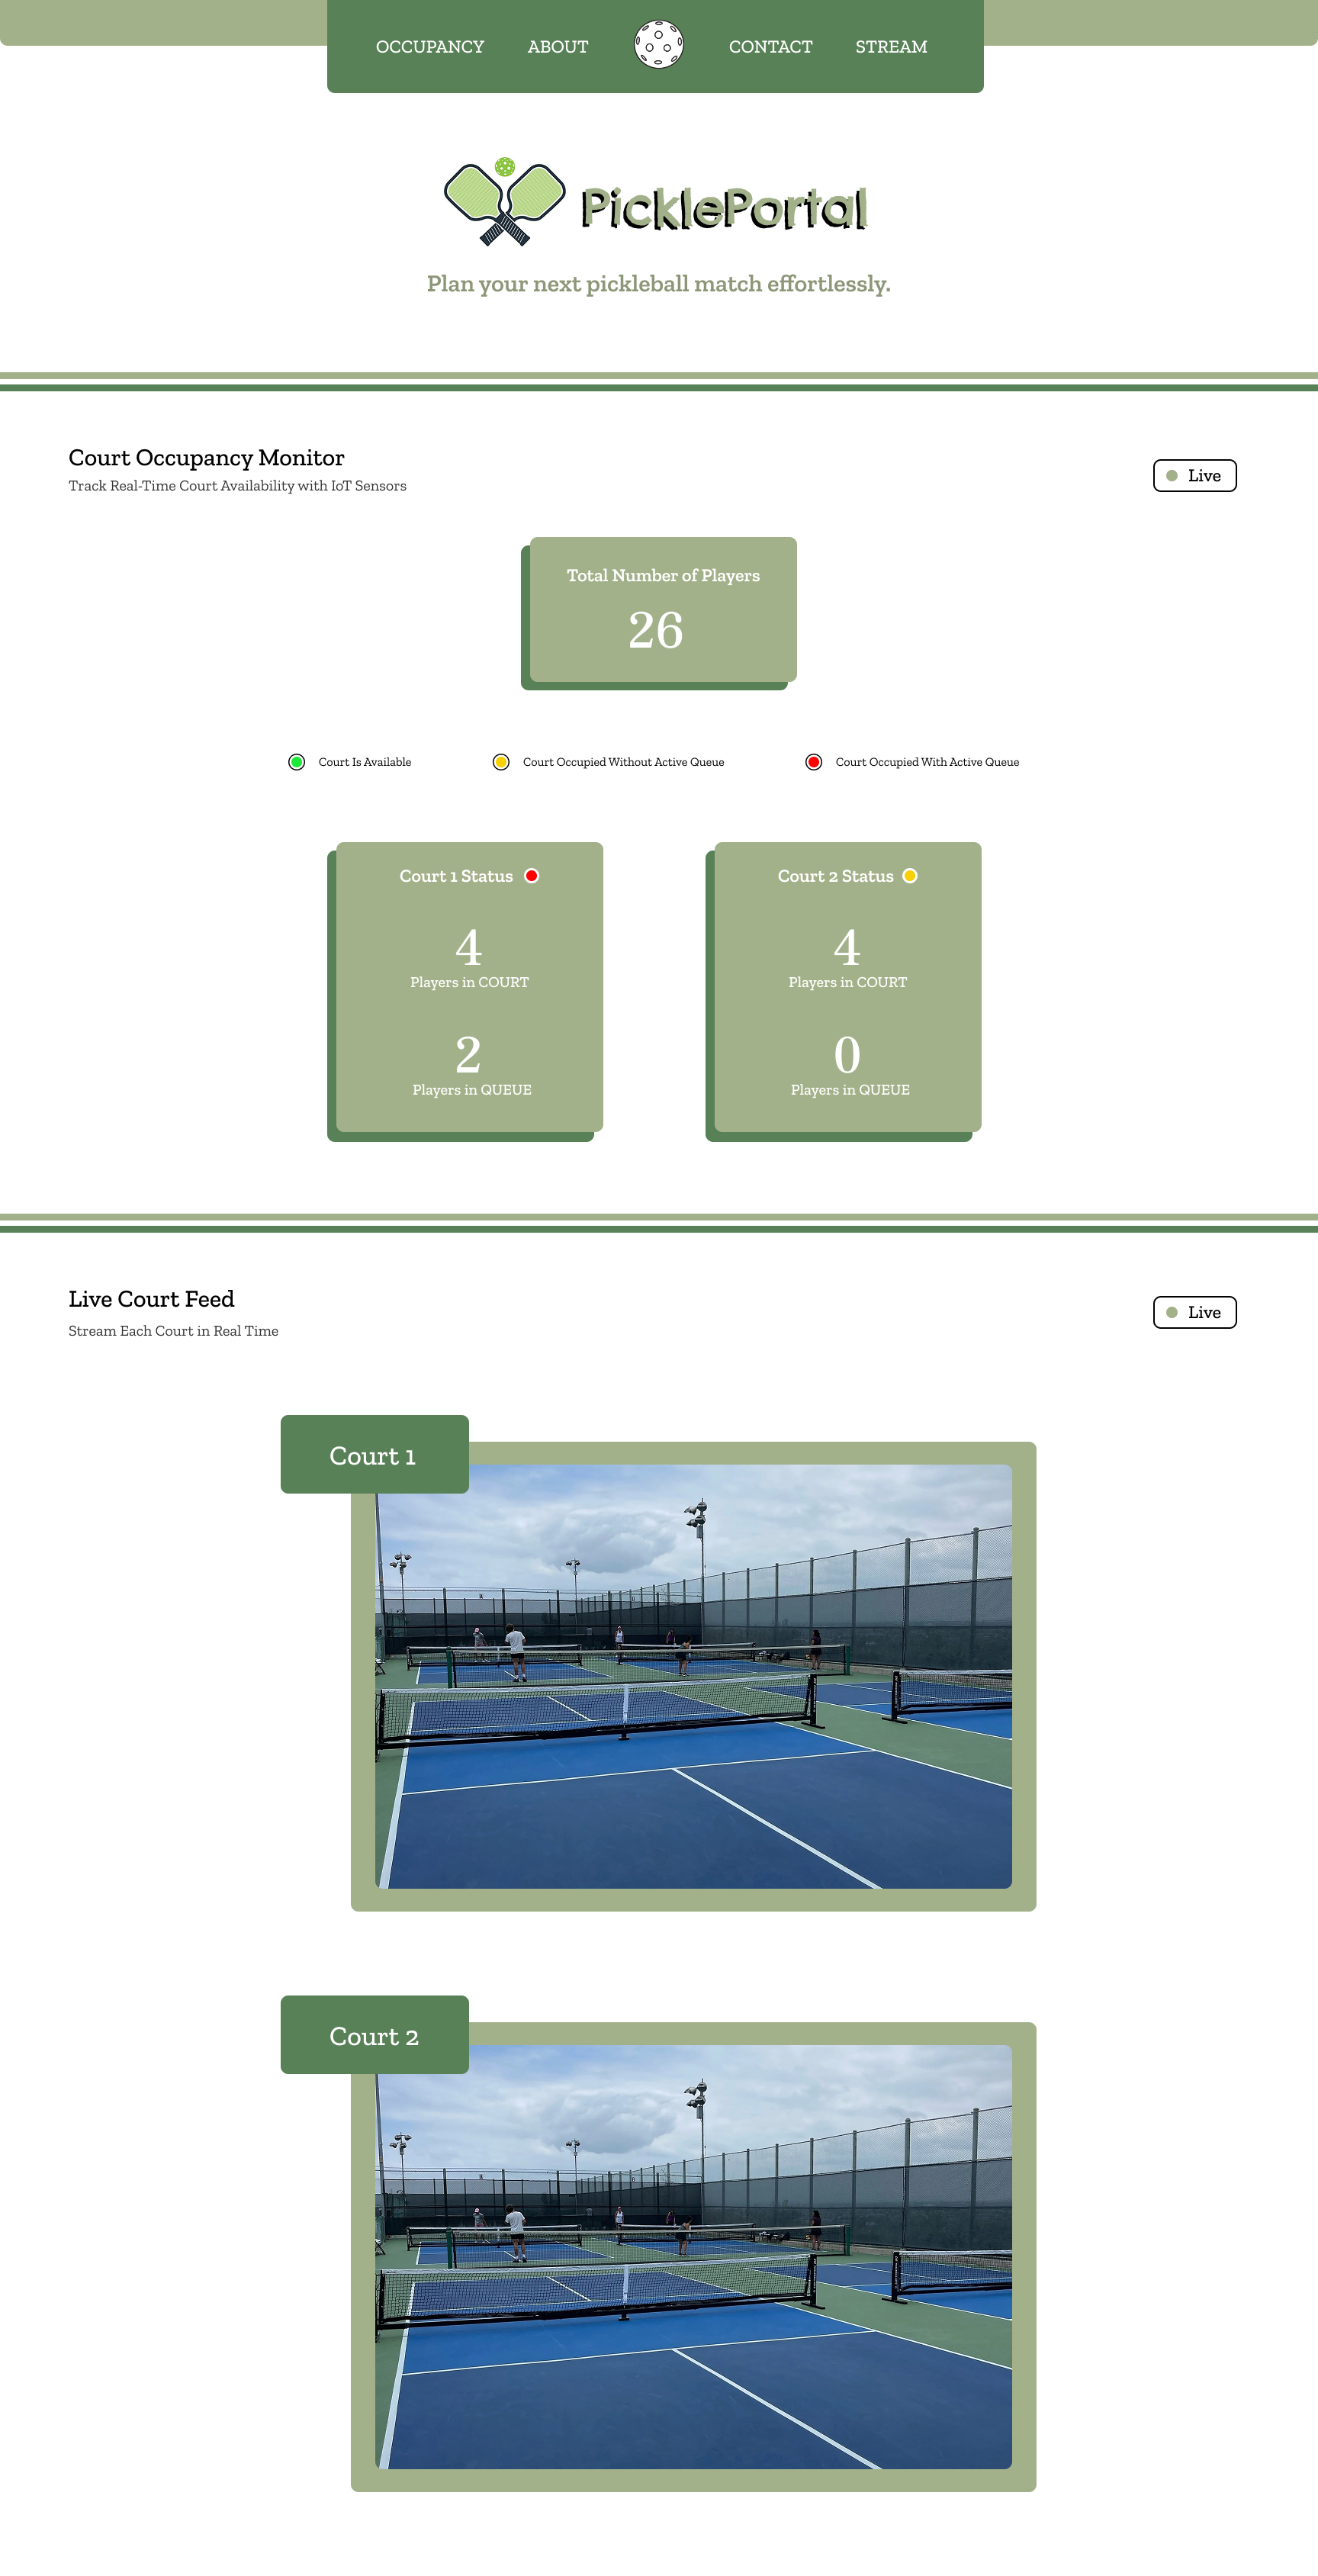 OCCUPANCY ABOUT CONTACT STREAM
PicklePortal
Plan your next pickleball match effortlessly.
Court Occupancy Monitor
Track Real-Time Court Availability with IoT Sensors
Live
Total Number of Players
26
Court Is Available
Court Occupied Without Active Queue
Court Occupied With Active Queue
Court 1 Status
4
Players in COURT
2
Players in QUEUE
Court 2 Status
4
Players in COURT
0
Players in QUEUE
Live Court Feed
Stream Each Court in Real Time
Live
Court 1
Court 2